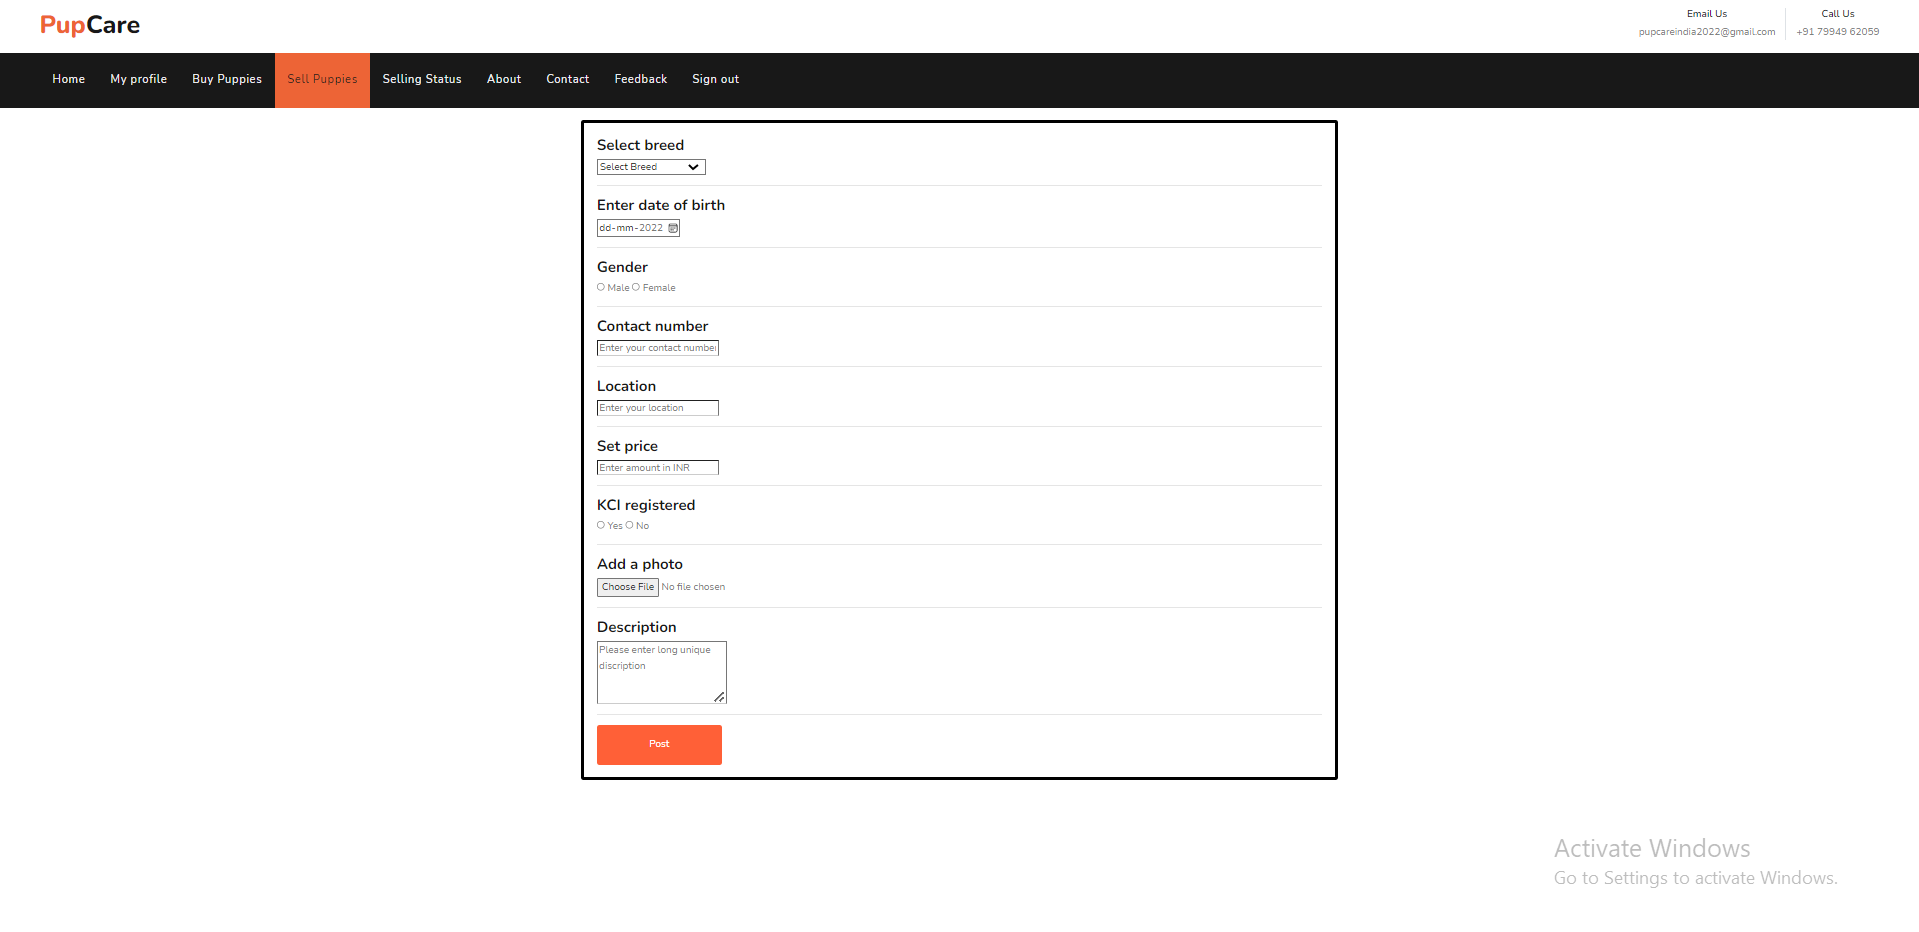 PupCare
Email Us
pupcareindia2022@gmail.com
Call Us
+91 79949 62059
Home My profile Buy Puppies Sell Puppies Selling Status About Contact Feedback Sign out
Select breed
Select Breed
Enter date of birth
dd-mm-2022
Gender
Male Female
Contact number
Enter your contact number
Location
Enter your location
Set price
Enter amount in INR
KCI registered
Yes No
Add a photo
Choose File No file chosen
Description
Please enter long unique
discription
Post
Activate Windows
Go to Settings to activate Windows.